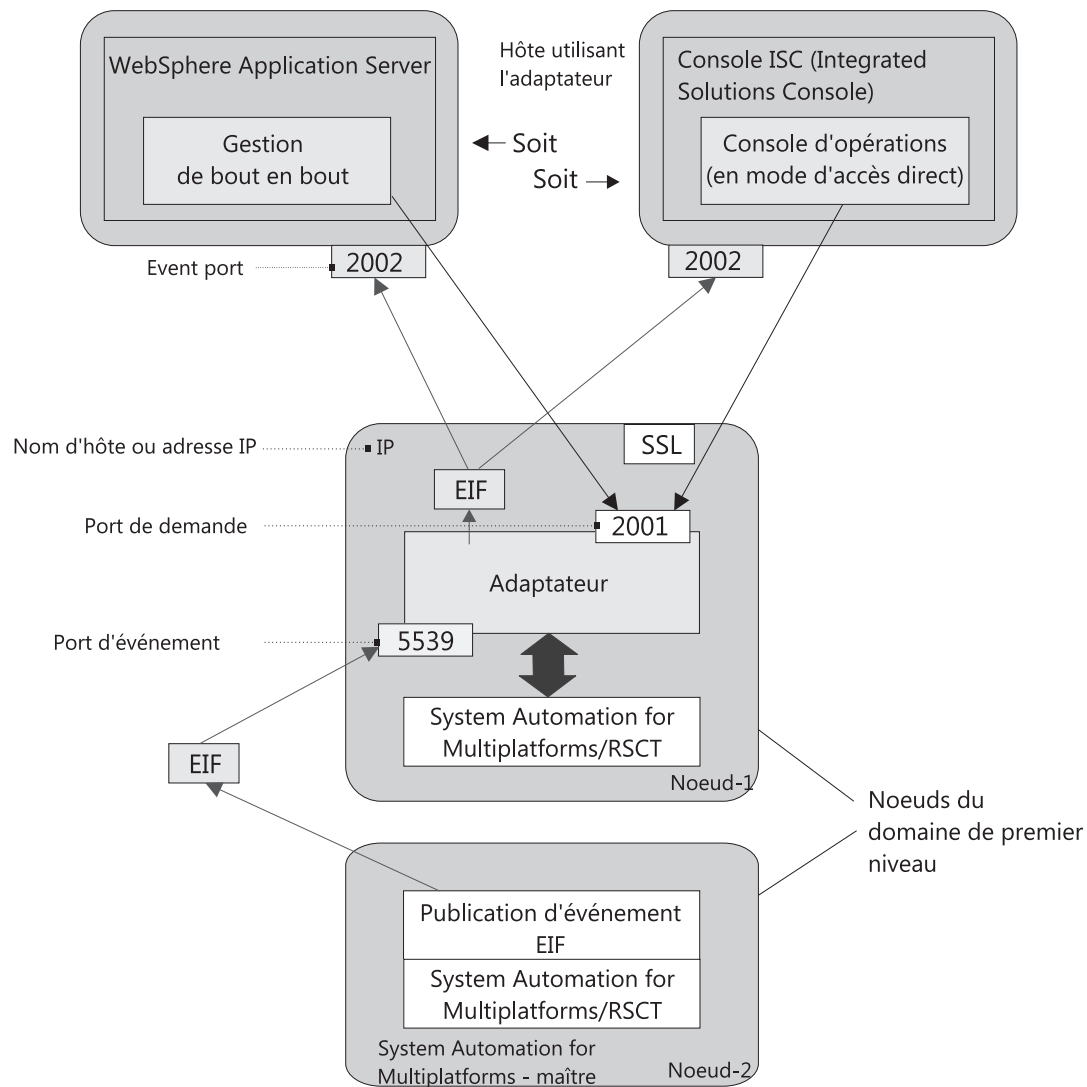 WebSphere Application Server
Gestion
de bout en bout
Hôte utilisant
l'adaptateur
Console ISC (Integrated
Solutions Console)
Console d'opérations
(en mode d'accès direct)
Soit
Soit
Event port
2002
2002
Nom d'hôte ou adresse IP
IP
SSL
EIF
Port de demande
2001
Adaptateur
Port d'événement
5539
System Automation for
Multiplatforms/RSCT
Noeud-1
EIF
Noeuds du
domaine de premier
niveau
Publication d'événement
EIF
System Automation for
Multiplatforms/RSCT
System Automation for
Multiplatforms - maître
Noeud-2